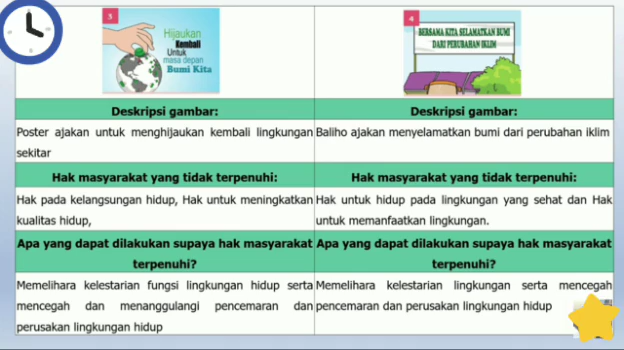 3
Hijaukan
Kembali
Untuk
masa depan
Bumi Kita
4
BERSAMA KITA SELAMATKAN BUMI
DARI PERUBAHAN IKLIM
Deskripsi gambar:
Poster ajakan untuk menghijaukan kembali lingkungan
sekitar
Deskripsi gambar:
Baliho ajakan menyelamatkan bumi dari perubahan iklim
Hak masyarakat yang tidak terpenuhi:
Hak pada kelangsungan hidup, Hak untuk meningkatkan
kualitas hidup,
Hak masyarakat yang tidak terpenuhi:
Hak untuk hidup pada lingkungan yang sehat dan Hak
untuk memanfaatkan lingkungan.
Apa yang dapat dilakukan supaya hak masyarakat
terpenuhi?
Memelihara kelestarian fungsi lingkungan hidup serta
mencegah dan menanggulangi pencemaran dan
perusakan lingkungan hidup
Apa yang dapat dilakukan supaya hak masyarakat
terpenuhi?
Memelihara kelestarian lingkungan serta mencegah
pencemaran dan perusakan lingkungan hidup